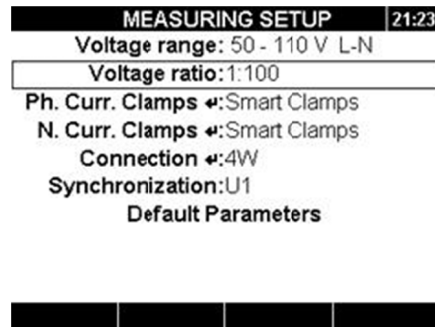 MEASURING SETUP 21:23
Voltage range: 50 - 110 V L-N
Voltage ratio:1:100
Ph. Curr. Clamps ↵:Smart Clamps
N. Curr. Clamps ↵:Smart Clamps
Connection ↵:4W
Synchronization:U1
Default Parameters